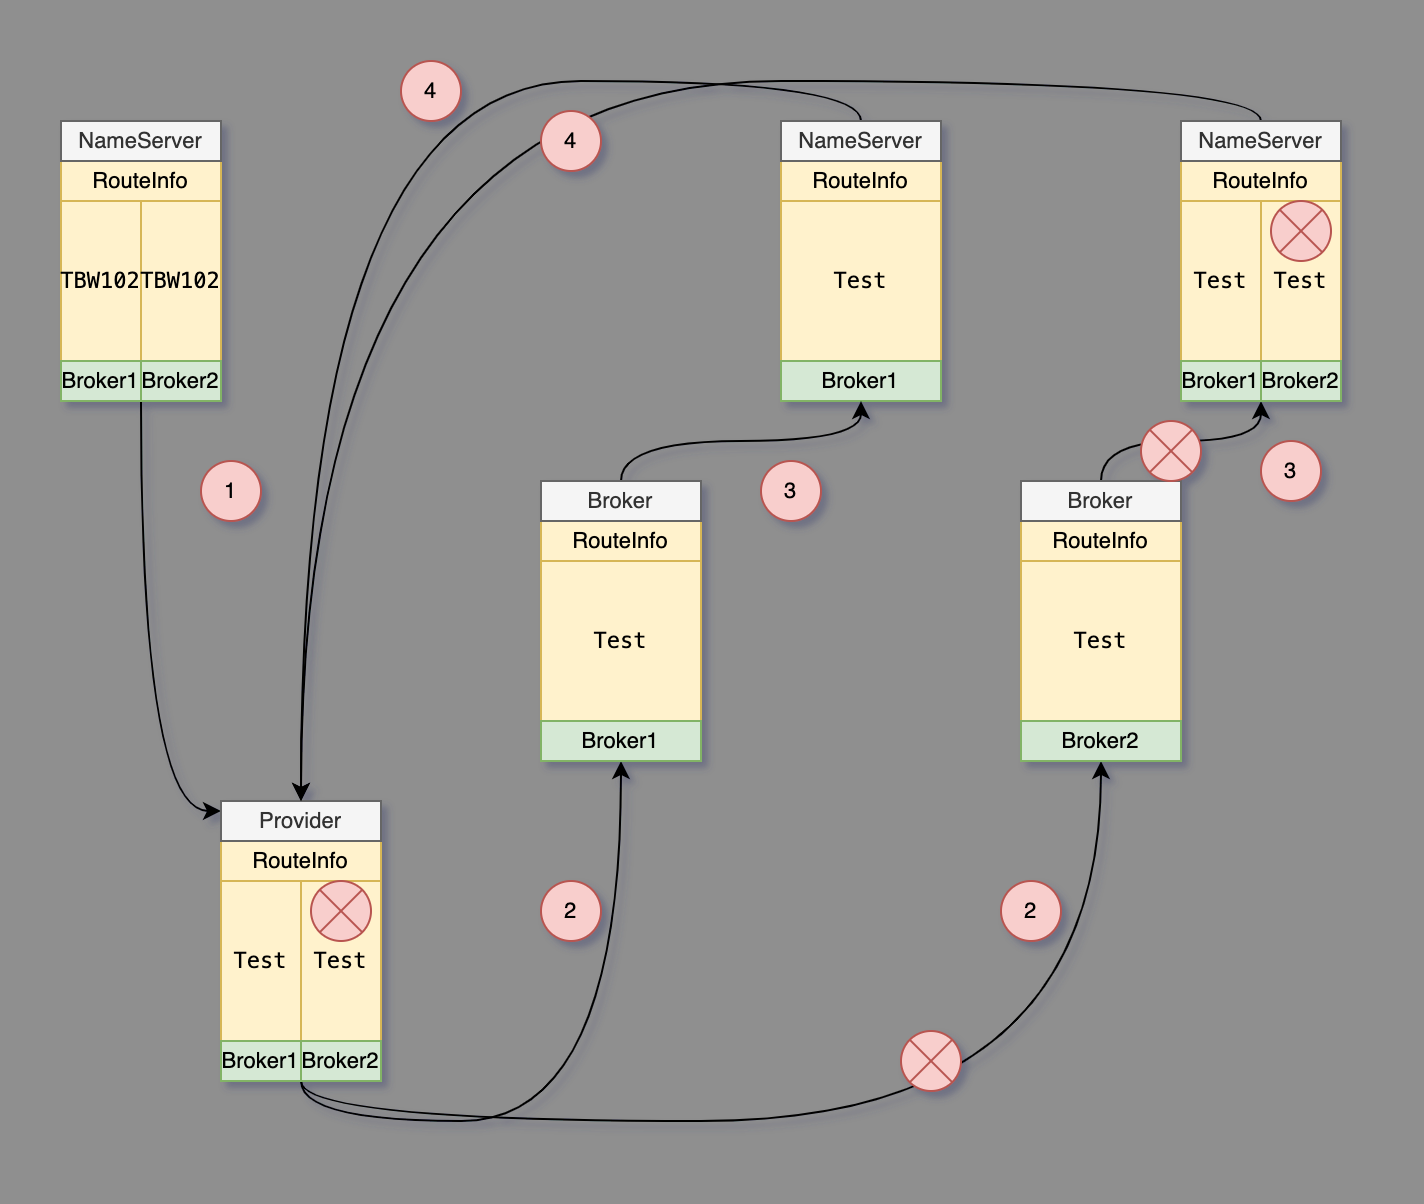 4
4
NameServer
RouteInfo
TBW102 TBW102
Broker1 Broker2
NameServer
RouteInfo
Test
Broker1
NameServer
RouteInfo
Test Test
Broker1 Broker2
1
3
3
Broker
RouteInfo
Test
Broker1
Broker
RouteInfo
Test
Broker2
Provider
RouteInfo
Test Test
Broker1 Broker2
2
2